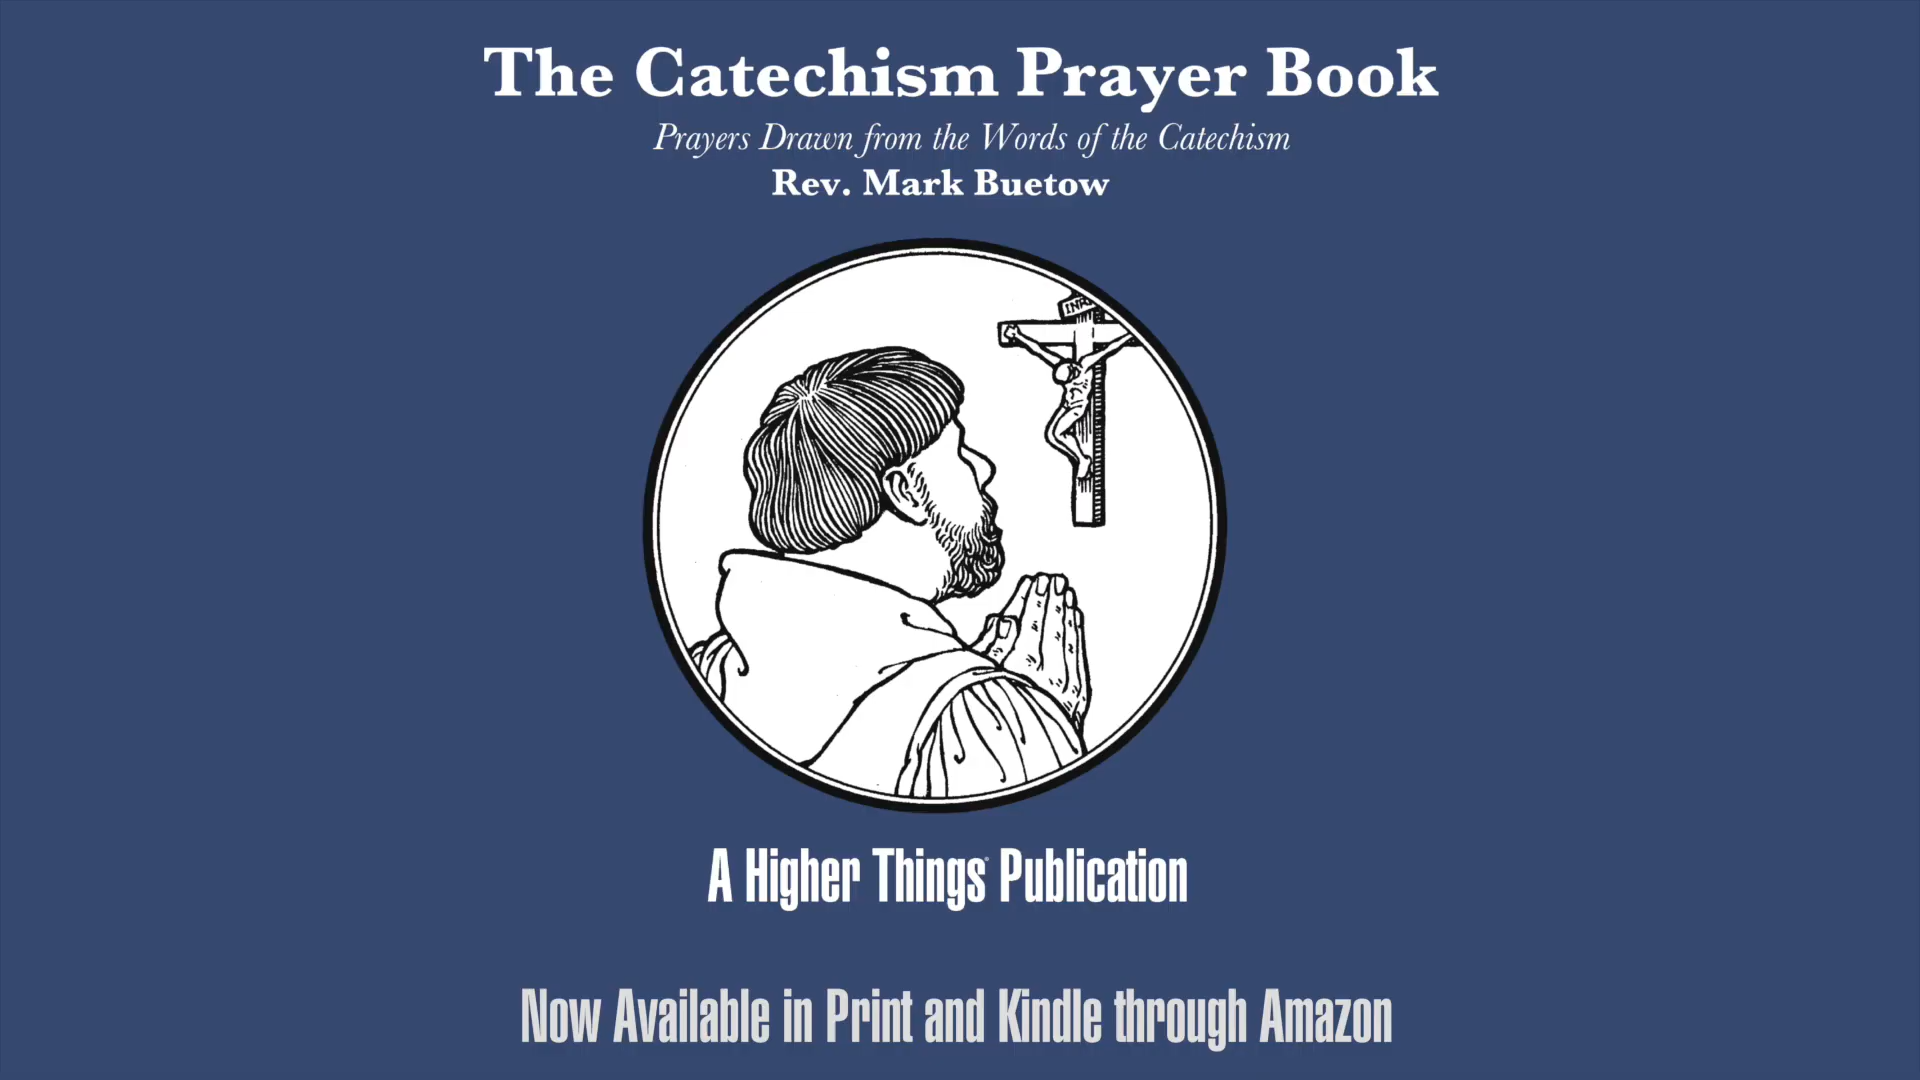 The Catechism Prayer Book
Prayers Drawn from the Words of the Catechism
Rev. Mark Buetow
INRI
A Higher Things® Publication
Now Available in Print and Kindle through Amazon